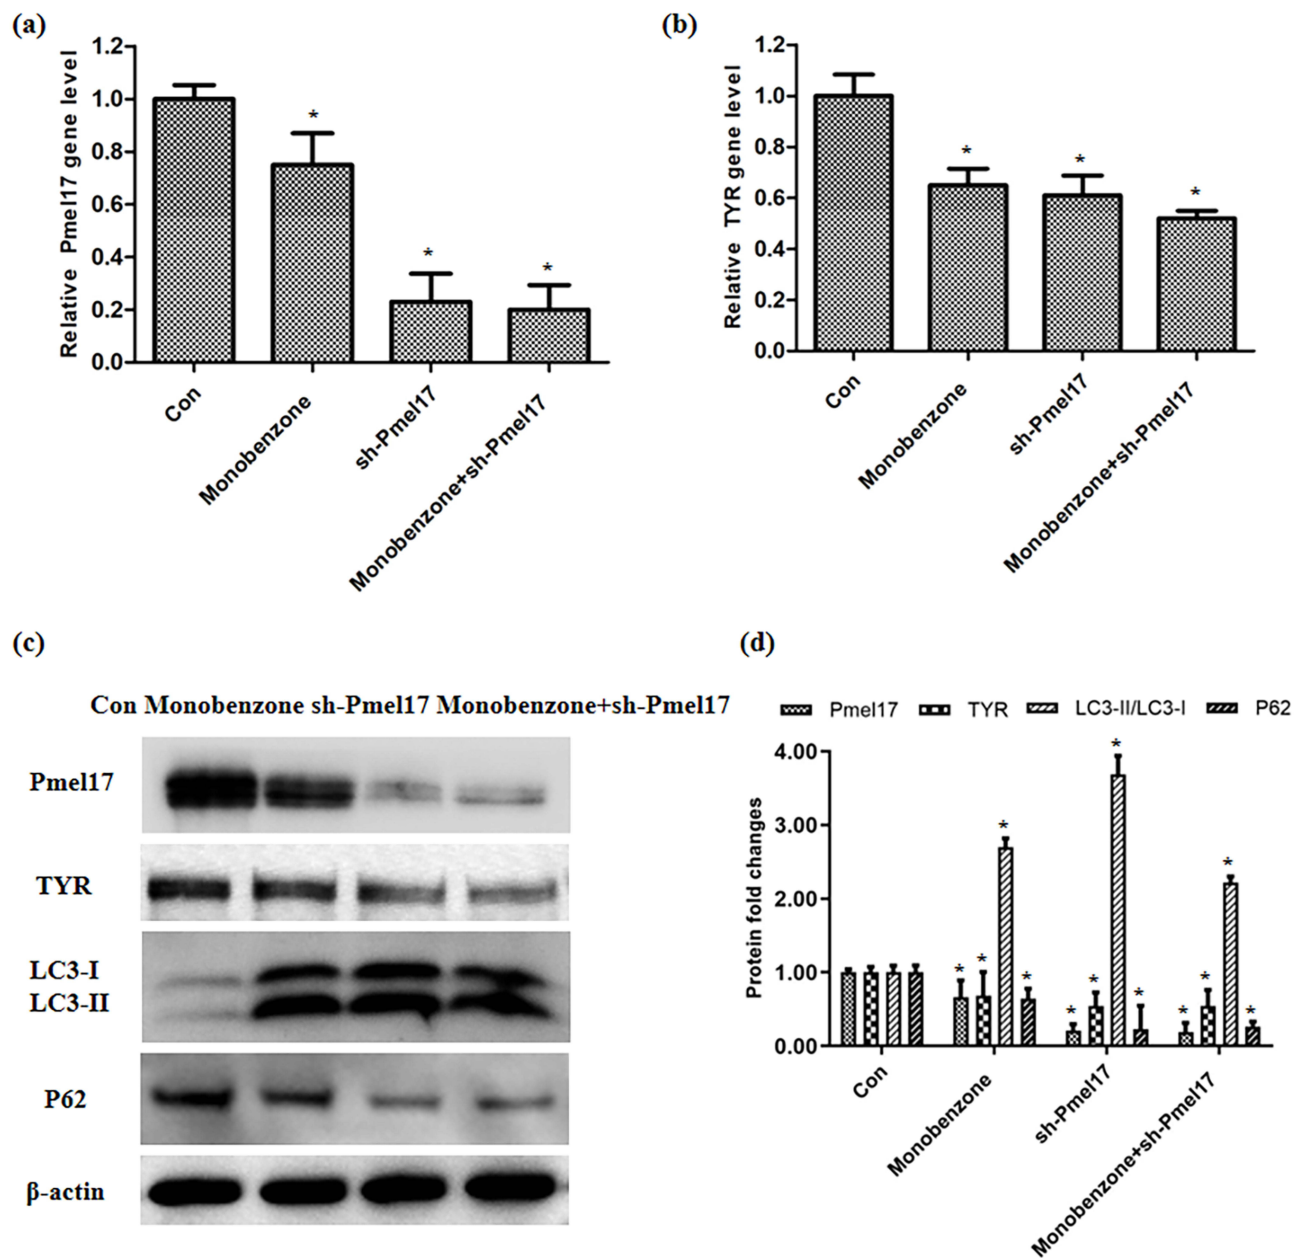 (a)
Relative Pmel17 gene level
1.2
1.0
0.8
0.6
0.4
0.2
0.0
*
*
*
Con
Monobenzone
sh-Pmel17
Monobenzone+sh-Pmel17
(b)
Relative TYR gene level
1.2
1.0
0.8
0.6
0.4
0.2
0.0
*
*
*
Con
Monobenzone
sh-Pmel17
Monobenzone+sh-Pmel17
(c)
Con Monobenzone sh-Pmel17 Monobenzone+sh-Pmel17
Pmel17
TYR
LC3-I
LC3-II
P62
β-actin
(d)
Pmel17 TYR LC3-II/LC3-I P62
Protein fold changes
4.00
3.00
2.00
1.00
0.00
* * * *
* * * *
* * * *
Con
Monobenzone
sh-Pmel17
Monobenzone+sh-Pmel17